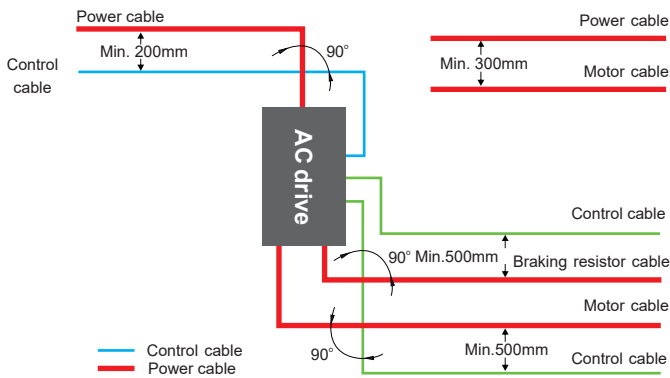 Power cable
Min. 200mm
90°
Control
cable
Power cable
Min. 300mm
Motor cable
AC drive
Control cable
90°
Min.500mm
Braking resistor cable
Motor cable
90°
Min.500mm
Control cable
Control cable
Power cable